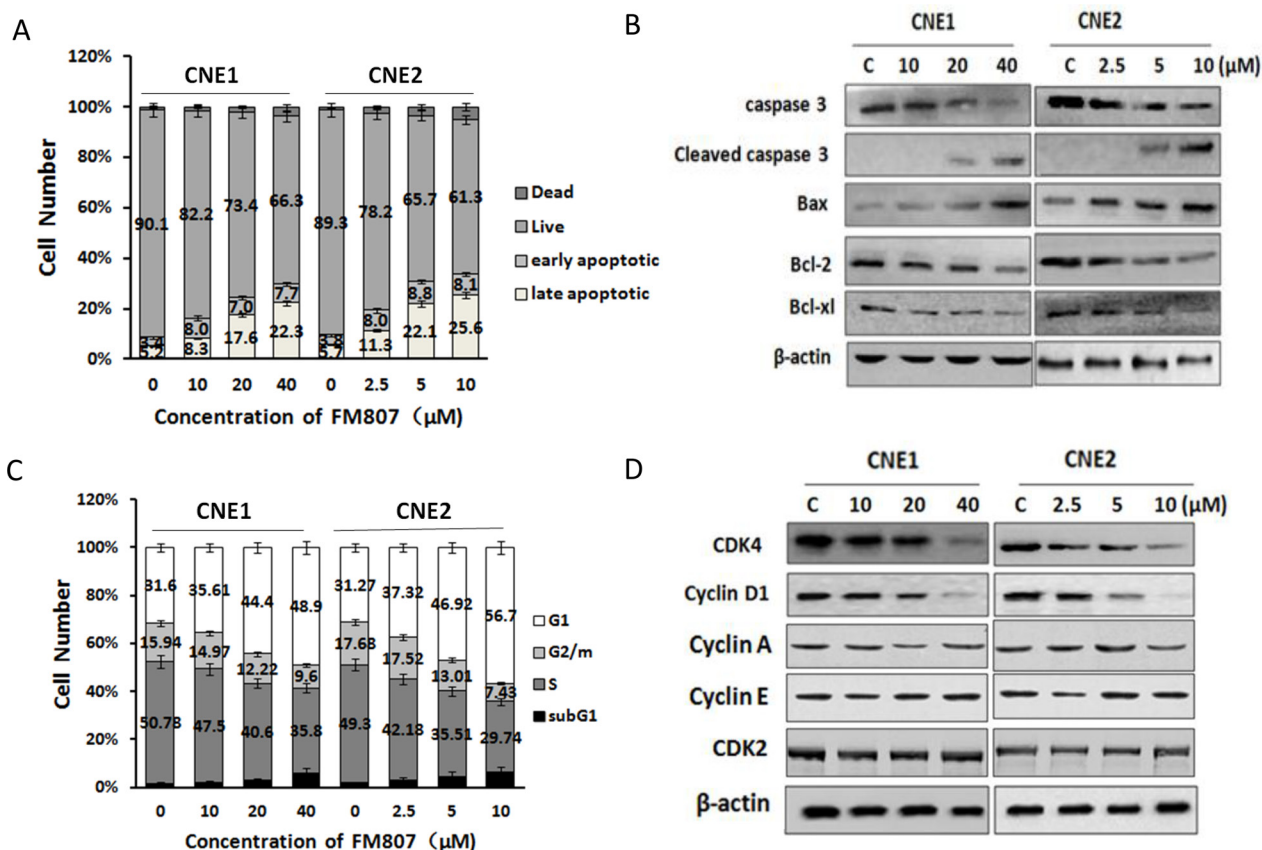 A
120%
100%
80%
60%
40%
20%
0%
Cell Number
CNE1 CNE2
90.1 82.2 73.4 66.3 89.3 78.2 65.7 61.3
3.4 8.0 7.0 7.7 3.8 8.0 8.8 8.1
5.2 8.3 17.6 22.3 5.7 11.3 22.1 25.6
0 10 20 40 0 2.5 5 10
Concentration of FM807 (μM)
Dead
Live
early apoptotic
late apoptotic
B
CNE1 CNE2
C 10 20 40 C 2.5 5 10 (μM)
caspase 3
Cleaved caspase 3
Bax
Bcl-2
Bcl-xl
β-actin
C
120%
100%
80%
60%
40%
20%
0%
Cell Number
CNE1 CNE2
31.6 35.61 44.4 48.9 31.27 37.32 46.92 56.7
15.94 14.97 12.22 9.6 17.68 17.52 13.01 7.43
50.78 47.5 40.6 35.8 49.3 42.18 35.51 29.74
0 10 20 40 0 2.5 5 10
Concentration of FM807 (μM)
G1
G2/m
S
subG1
D
CNE1 CNE2
C 10 20 40 C 2.5 5 10 (μM)
CDK4
Cyclin D1
Cyclin A
Cyclin E
CDK2
β-actin